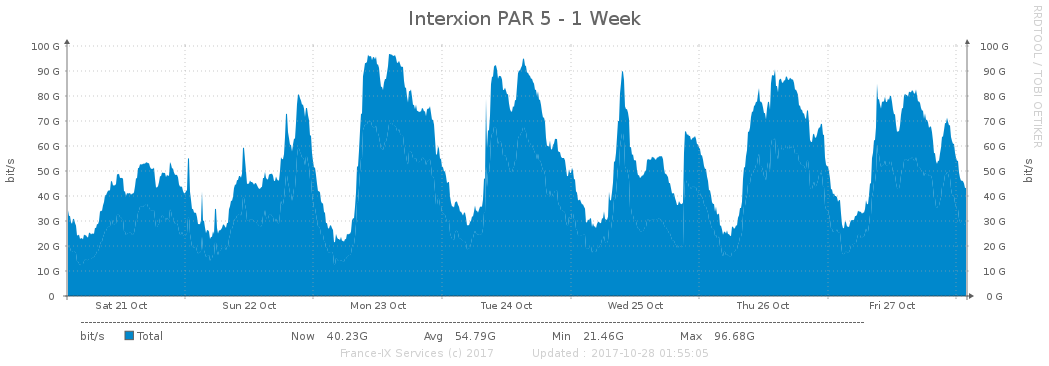 Interxion PAR 5 - 1 Week
RRDTOOL / TOBI OETIKER
bit/s
bit/s
100 G 100 G
90 G 90 G
80 G 80 G
70 G 70 G
60 G 60 G
50 G 50 G
40 G 40 G
30 G 30 G
20 G 20 G
10 G 10 G
0 0 G
Sat 21 Oct Sun 22 Oct Mon 23 Oct Tue 24 Oct Wed 25 Oct Thu 26 Oct Fri 27 Oct
bit/s Total Now 40.23G Avg 54.79G Min 21.46G Max 96.68G
France-IX Services (c) 2017 Updated : 2017-10-28 01:55:05